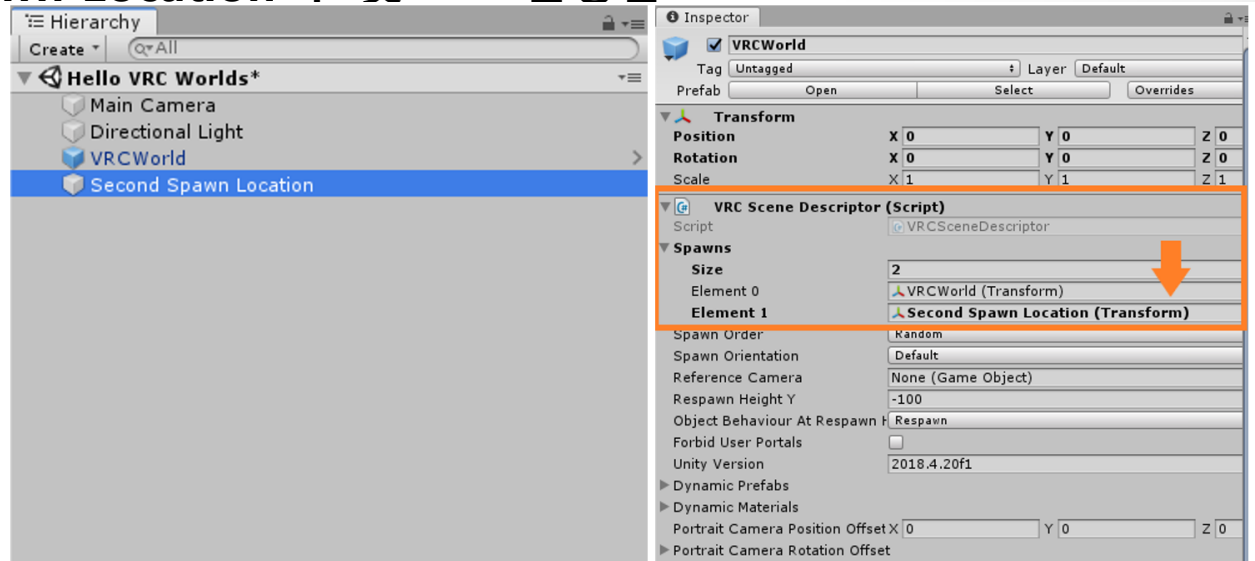 Hierarchy
Create
All
Hello VRC Worlds*
Main Camera
Directional Light
VRCWorld
Second Spawn Location
Inspector
VRCWorld
Tag Untagged Layer Default
Prefab Open Select Overrides
Transform
Position X 0 Y 0 Z 0
Rotation X 0 Y 0 Z 0
Scale X 1 Y 1 Z 1
VRC Scene Descriptor (Script)
Script VRCSceneDescriptor
Spawns
Size 2
Element 0 VRCWorld (Transform)
Element 1 Second Spawn Location (Transform)
Spawn Order Random
Spawn Orientation Default
Reference Camera None (Game Object)
Respawn Height Y -100
Object Behaviour At Respawn H Respawn
Forbid User Portals
Unity Version 2018.4.20f1
Dynamic Prefabs
Dynamic Materials
Portrait Camera Position Offset X 0 Y 0 Z 0
Portrait Camera Rotation Offset